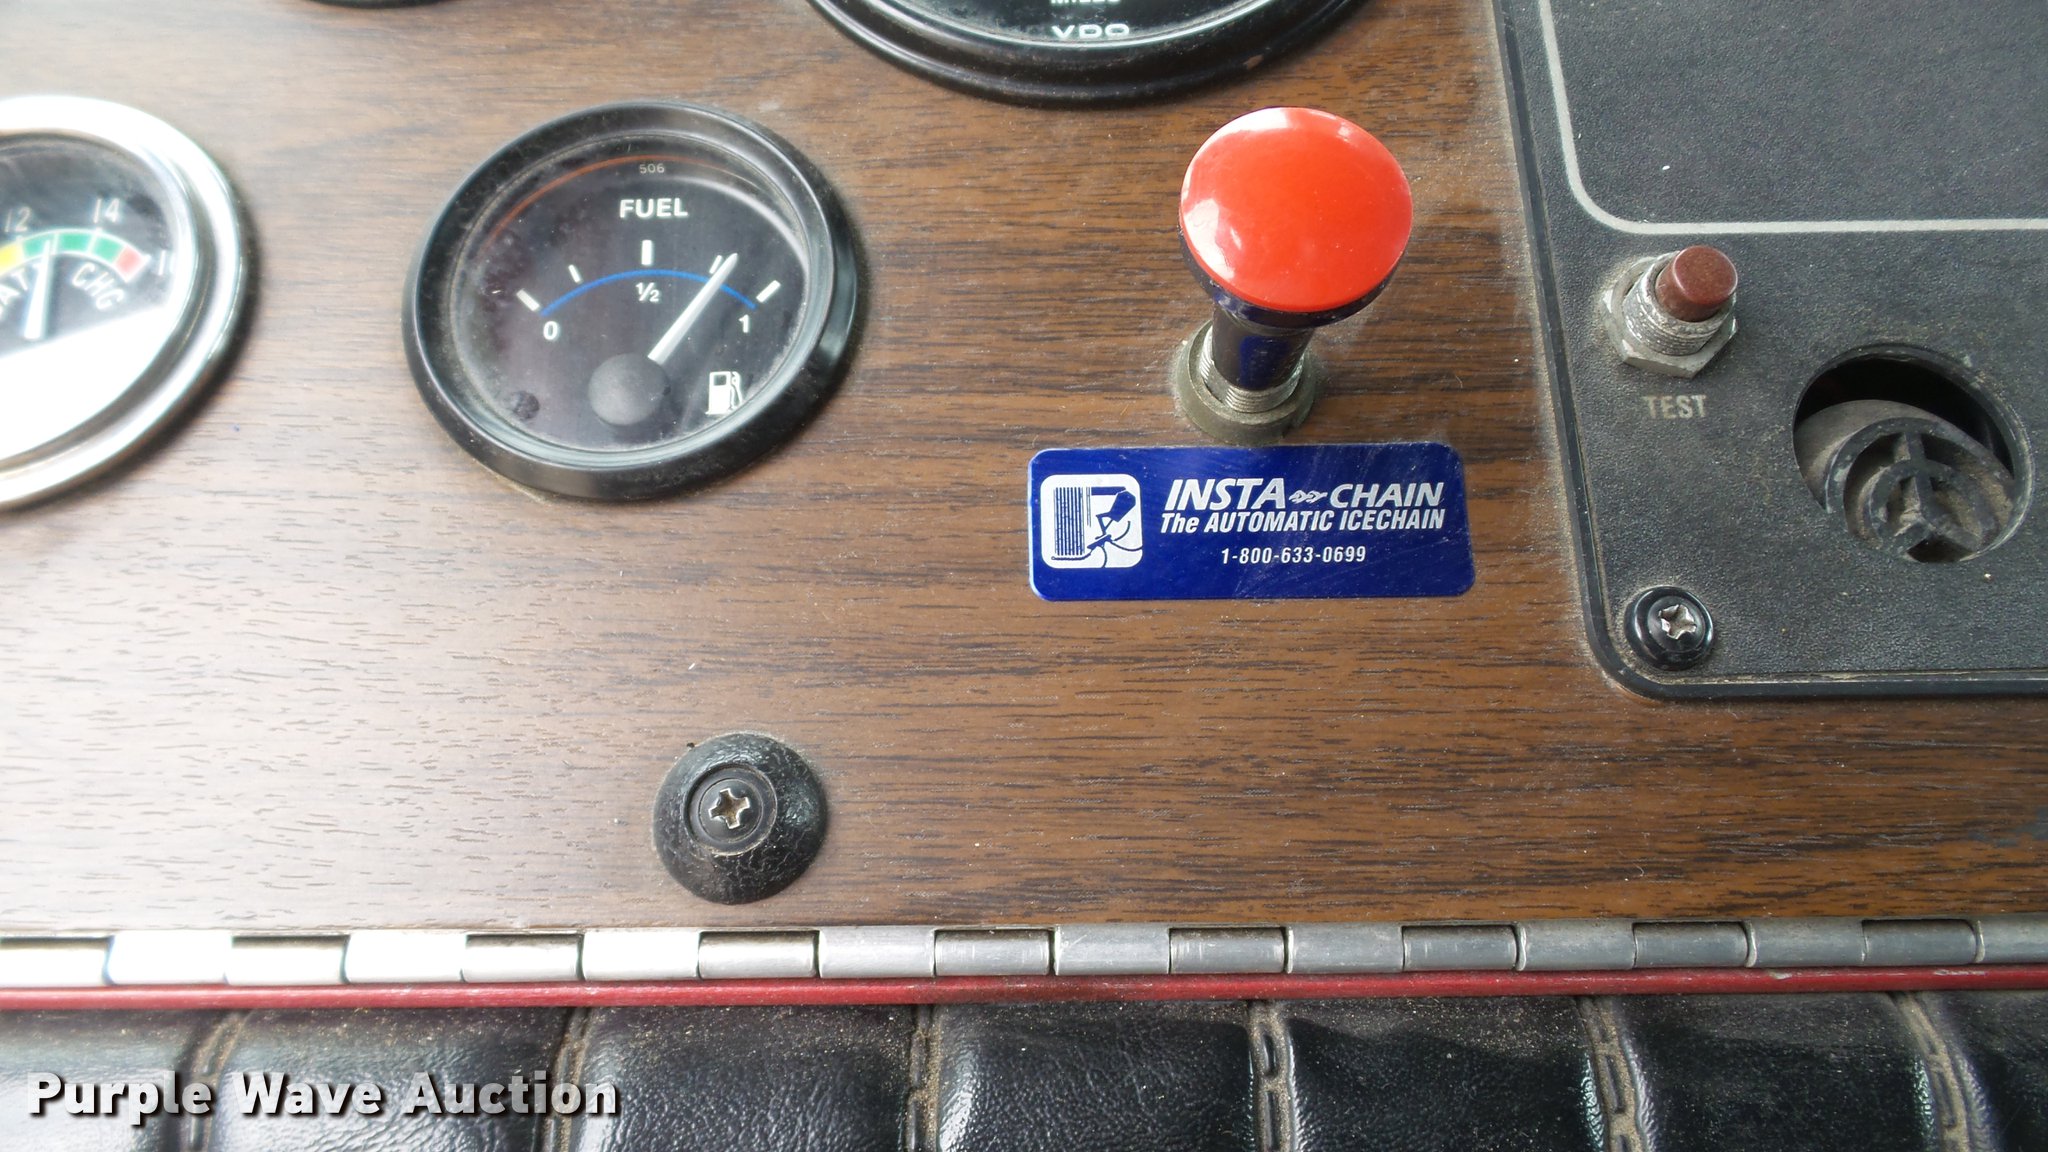 VDO
506
FUEL
0
1/2
1
12
14
CHG
INSTA CHAIN
The AUTOMATIC ICECHAIN
1-800-633-0699
TEST
Purple Wave Auction